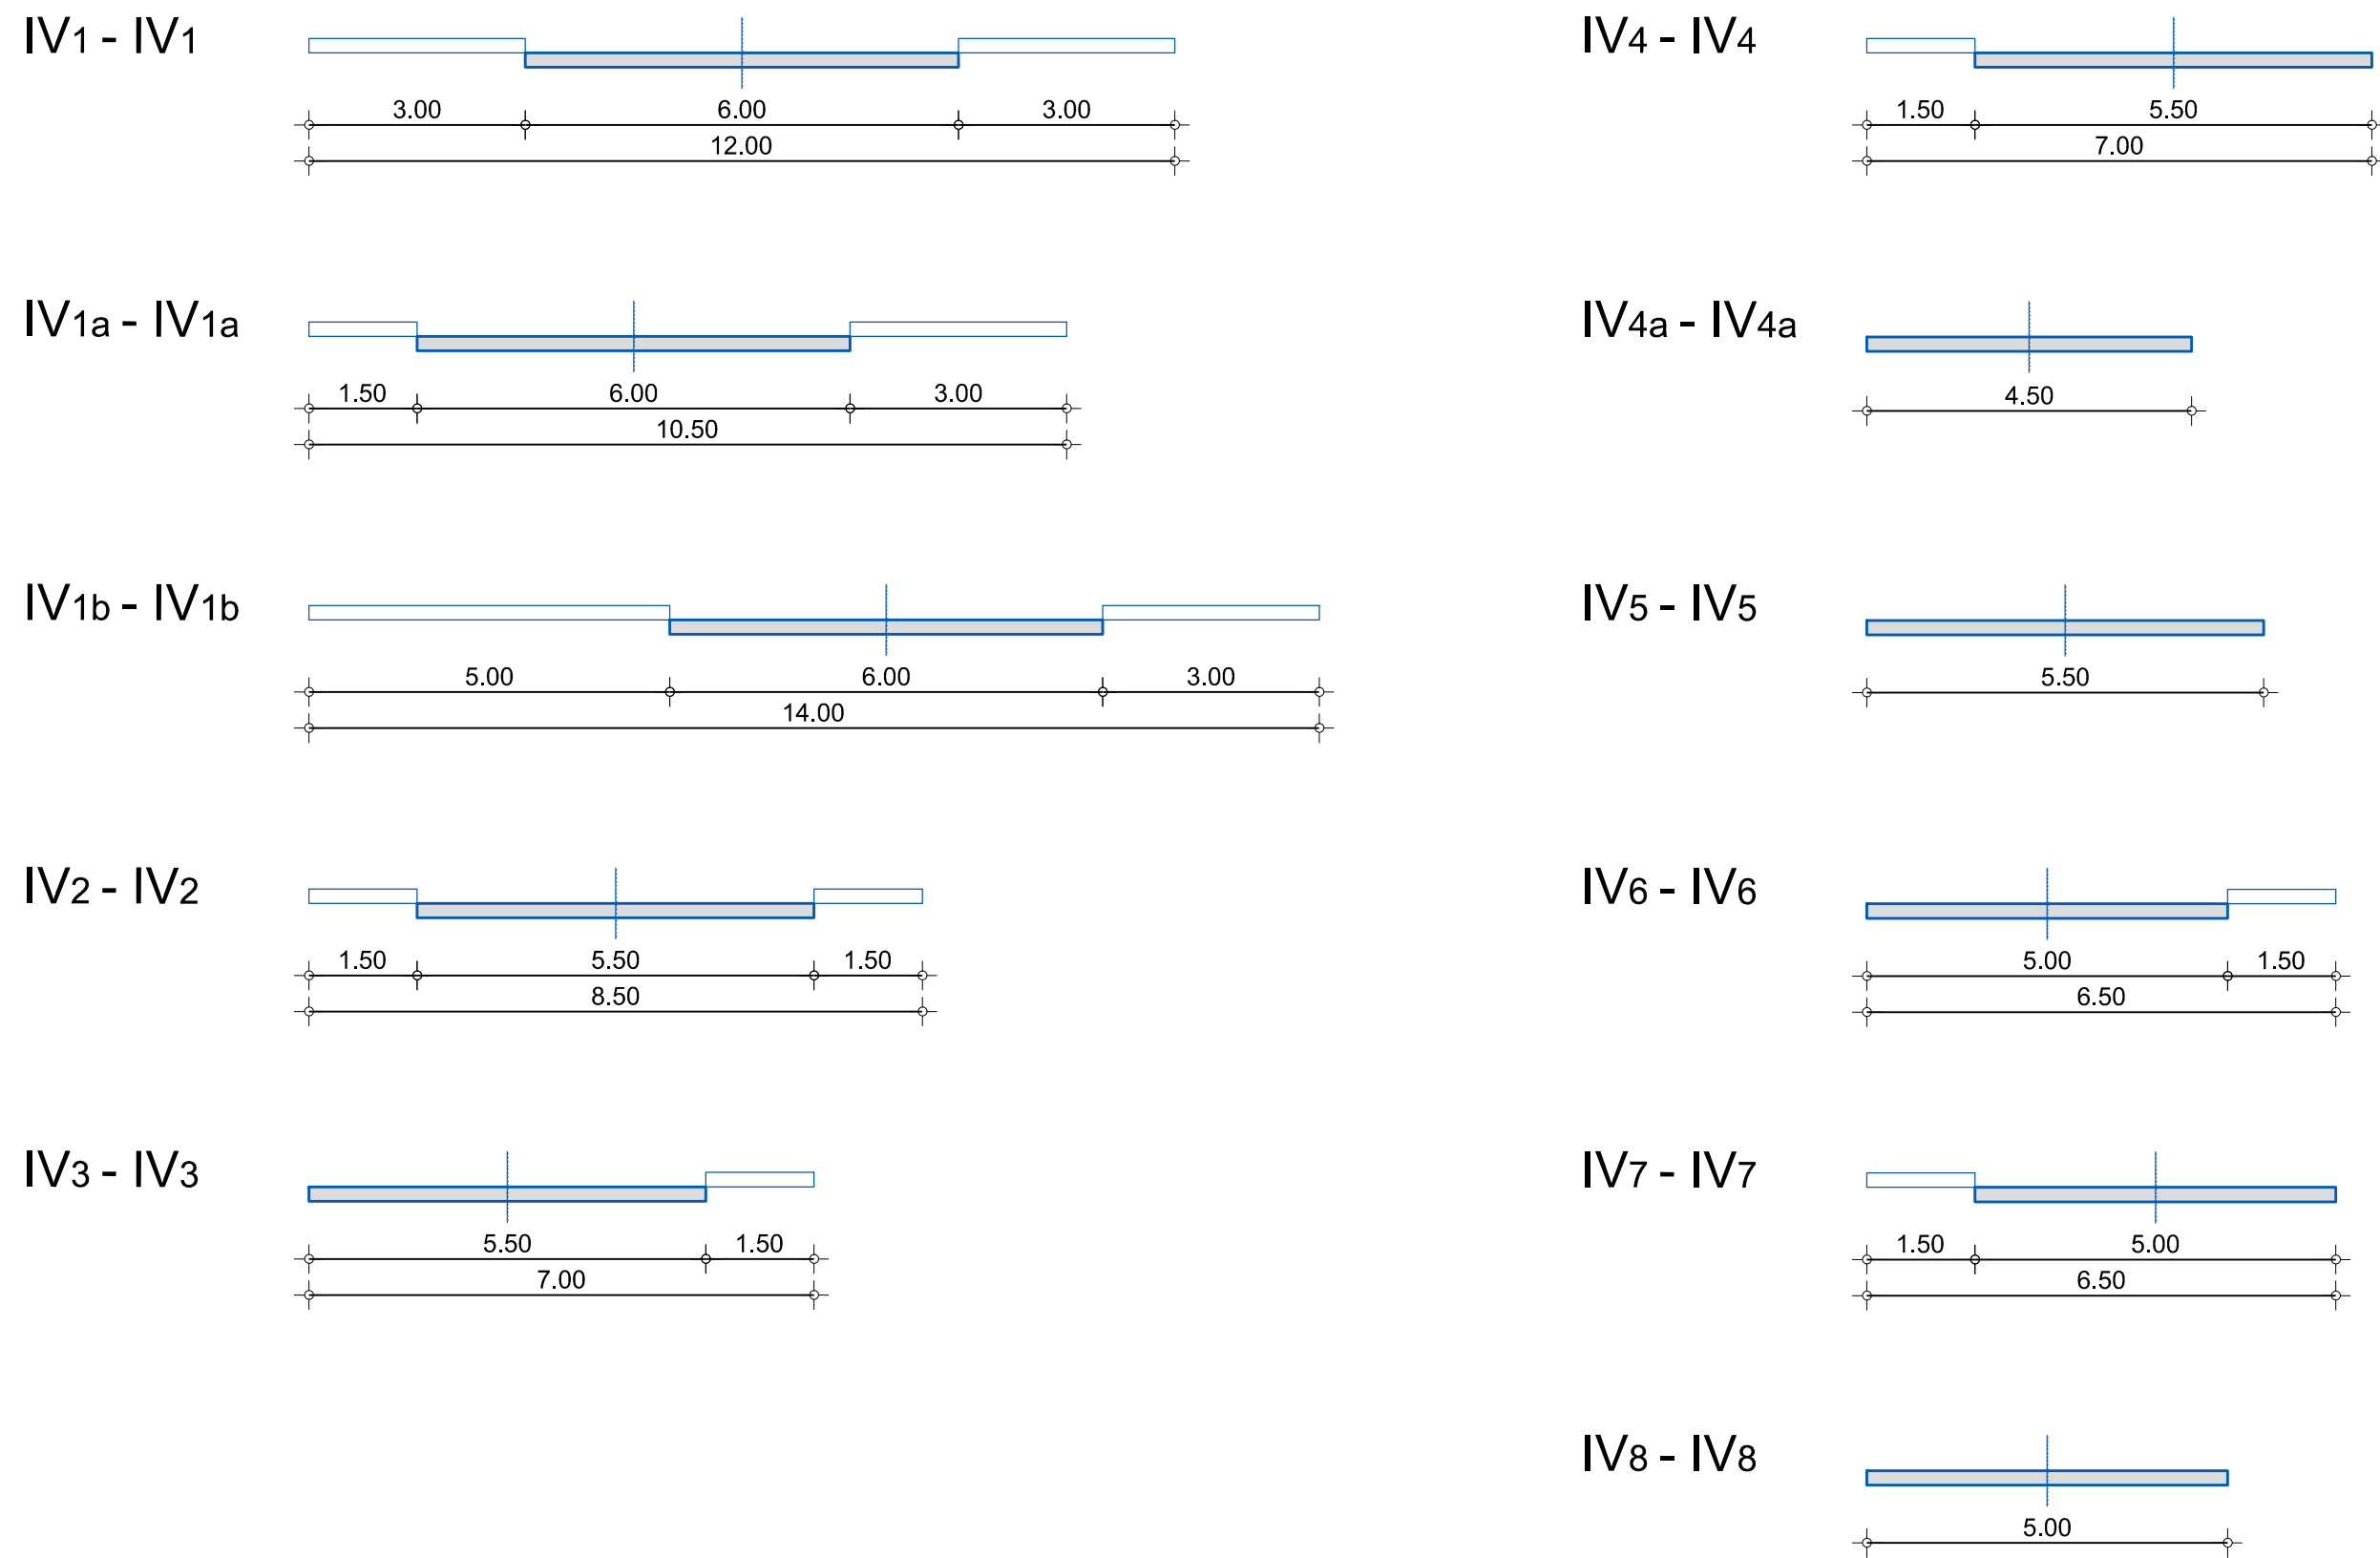 IV1 - IV1
3.00 6.00 3.00
12.00
IV1a - IV1a
1.50 6.00 3.00
10.50
IV1b - IV1b
5.00 6.00 3.00
14.00
IV2 - IV2
1.50 5.50 1.50
8.50
IV3 - IV3
5.50 1.50
7.00
IV4 - IV4
1.50 5.50
7.00
IV4a - IV4a
4.50
IV5 - IV5
5.50
IV6 - IV6
5.00 1.50
6.50
IV7 - IV7
1.50 5.00
6.50
IV8 - IV8
5.00